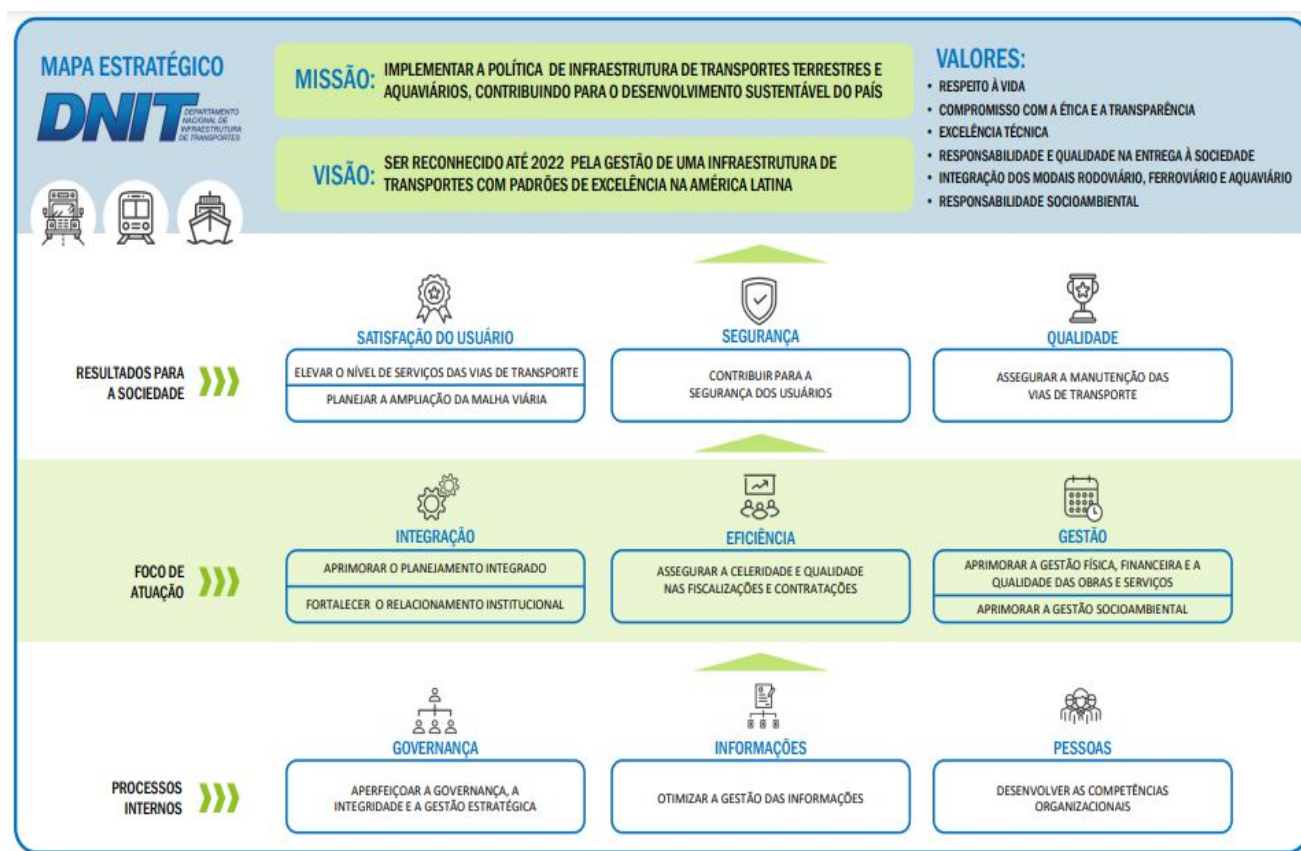 MAPA ESTRATÉGICO
DNIT
DEPARTAMENTO
NACIONAL DE
INFRAESTRUTURA
DE TRANSPORTES
MISSÃO:
IMPLEMENTAR A POLÍTICA DE INFRAESTRUTURA DE TRANSPORTES TERRESTRES E
AQUAVIÁRIOS, CONTRIBUINDO PARA O DESENVOLVIMENTO SUSTENTÁVEL DO PAÍS
VISÃO:
SER RECONHECIDO ATÉ 2022 PELA GESTÃO DE UMA INFRAESTRUTURA DE
TRANSPORTES COM PADRÕES DE EXCELÊNCIA NA AMÉRICA LATINA
VALORES:
• RESPEITO À VIDA
• COMPROMISSO COM A ÉTICA E A TRANSPARÊNCIA
• EXCELÊNCIA TÉCNICA
• RESPONSABILIDADE E QUALIDADE NA ENTREGA À SOCIEDADE
• INTEGRAÇÃO DOS MODAIS RODOVIÁRIO, FERROVIÁRIO E AQUAVIÁRIO
• RESPONSABILIDADE SOCIOAMBIENTAL
RESULTADOS PARA
A SOCIEDADE
SATISFAÇÃO DO USUÁRIO
ELEVAR O NÍVEL DE SERVIÇOS DAS VIAS DE TRANSPORTE
PLANEJAR A AMPLIAÇÃO DA MALHA VIÁRIA
SEGURANÇA
CONTRIBUIR PARA A
SEGURANÇA DOS USUÁRIOS
QUALIDADE
ASSEGURAR A MANUTENÇÃO DAS
VIAS DE TRANSPORTE
FOCO DE
ATUAÇÃO
INTEGRAÇÃO
APRIMORAR O PLANEJAMENTO INTEGRADO
FORTALECER O RELACIONAMENTO INSTITUCIONAL
EFICIÊNCIA
ASSEGURAR A CELERIDADE E QUALIDADE
NAS FISCALIZAÇÕES E CONTRATAÇÕES
GESTÃO
APRIMORAR A GESTÃO FÍSICA, FINANCEIRA E A
QUALIDADE DAS OBRAS E SERVIÇOS
APRIMORAR A GESTÃO SOCIOAMBIENTAL
PROCESSOS
INTERNOS
GOVERNANÇA
APERFEIÇOAR A GOVERNANÇA, A
INTEGRIDADE E A GESTÃO ESTRATÉGICA
INFORMAÇÕES
OTIMIZAR A GESTÃO DAS INFORMAÇÕES
PESSOAS
DESENVOLVER AS COMPETÊNCIAS
ORGANIZACIONAIS